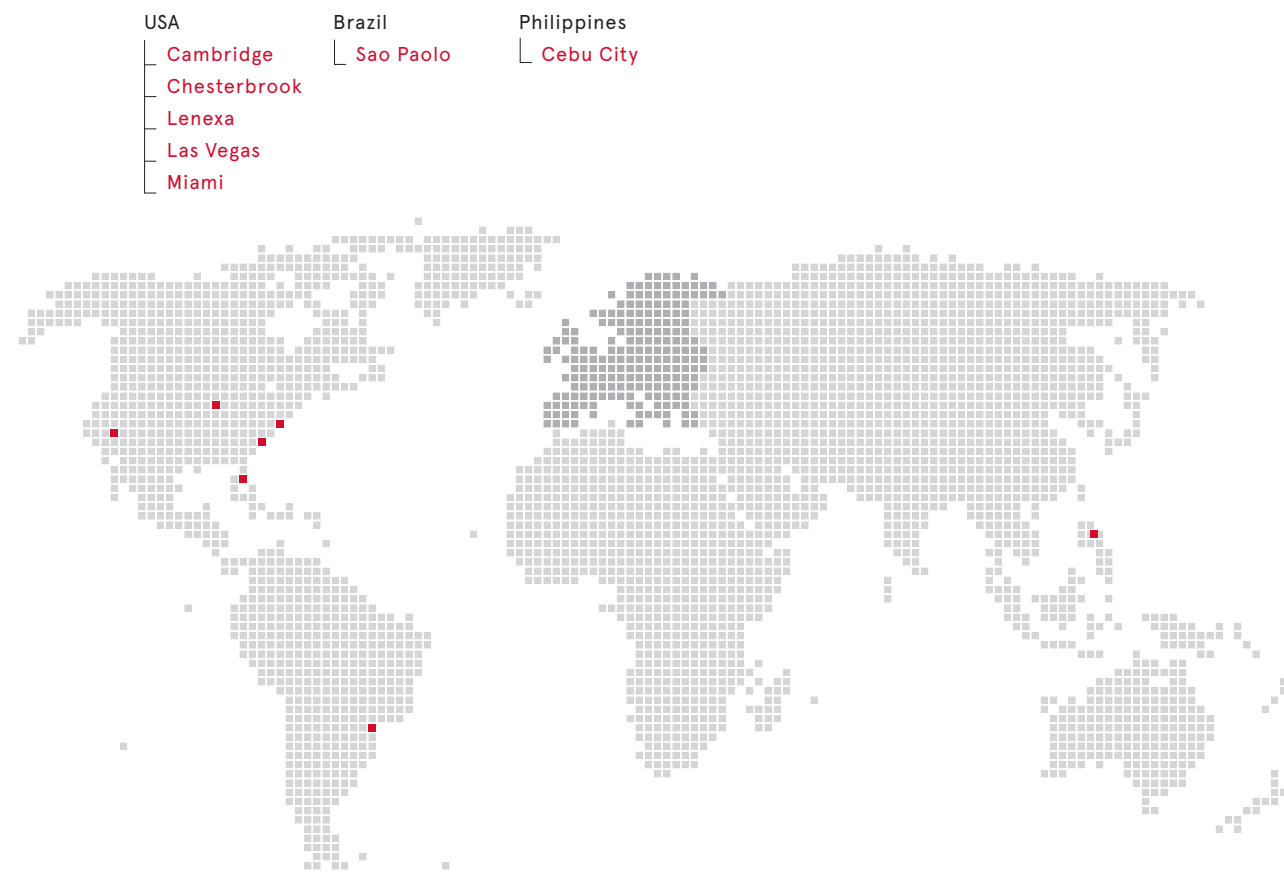 USA
Cambridge
Chesterbrook
Lenexa
Las Vegas
Miami
Brazil
Sao Paolo
Philippines
Cebu City